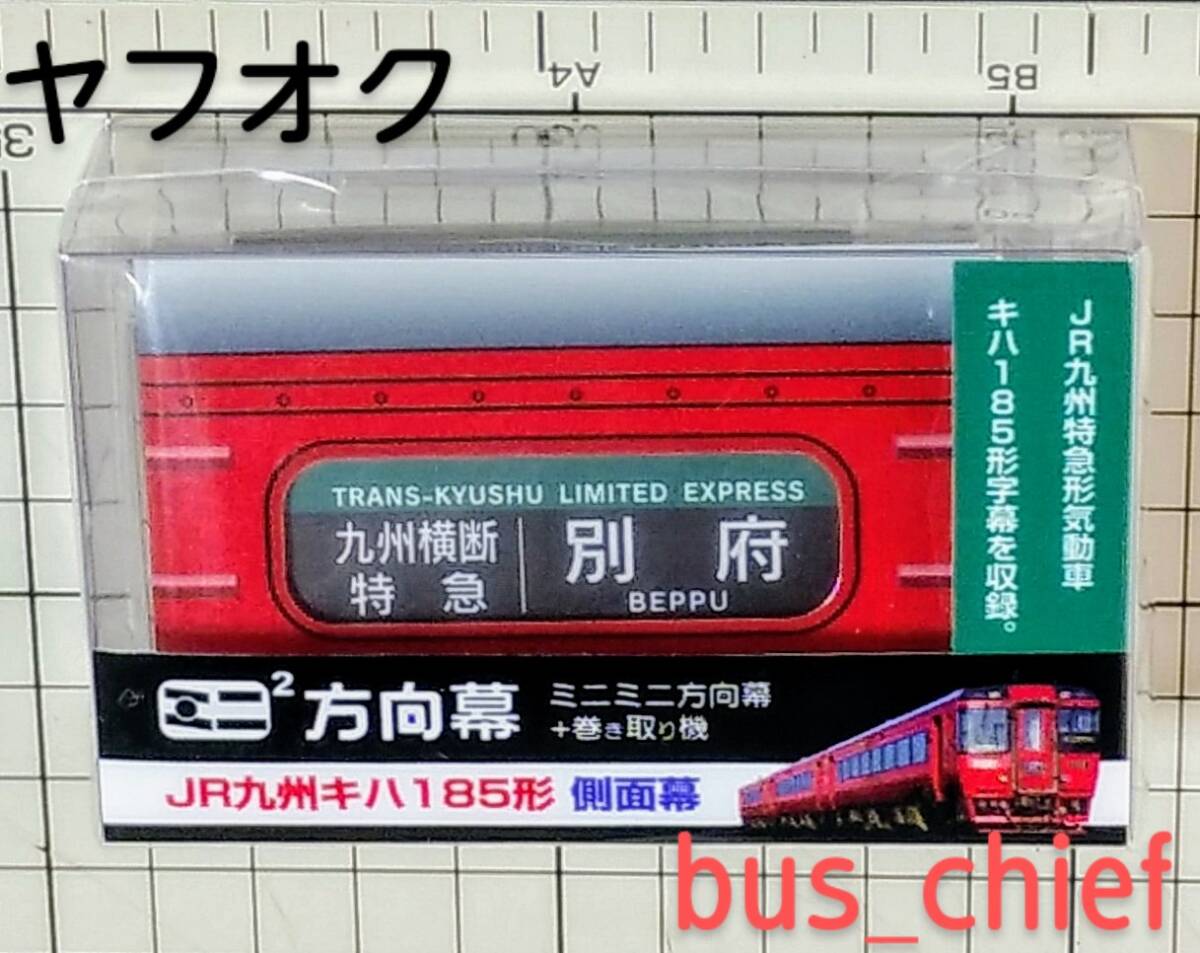 ヤフオク
A4
B5
JR九州特急形気動車
キハ185形字幕を収録。
TRANS-KYUSHU LIMITED EXPRESS
九州横断
特急
別府
BEPPU
2
方向幕
ミニミニ方向幕
+巻き取り機
JR九州キハ185形 側面幕
bus_chief